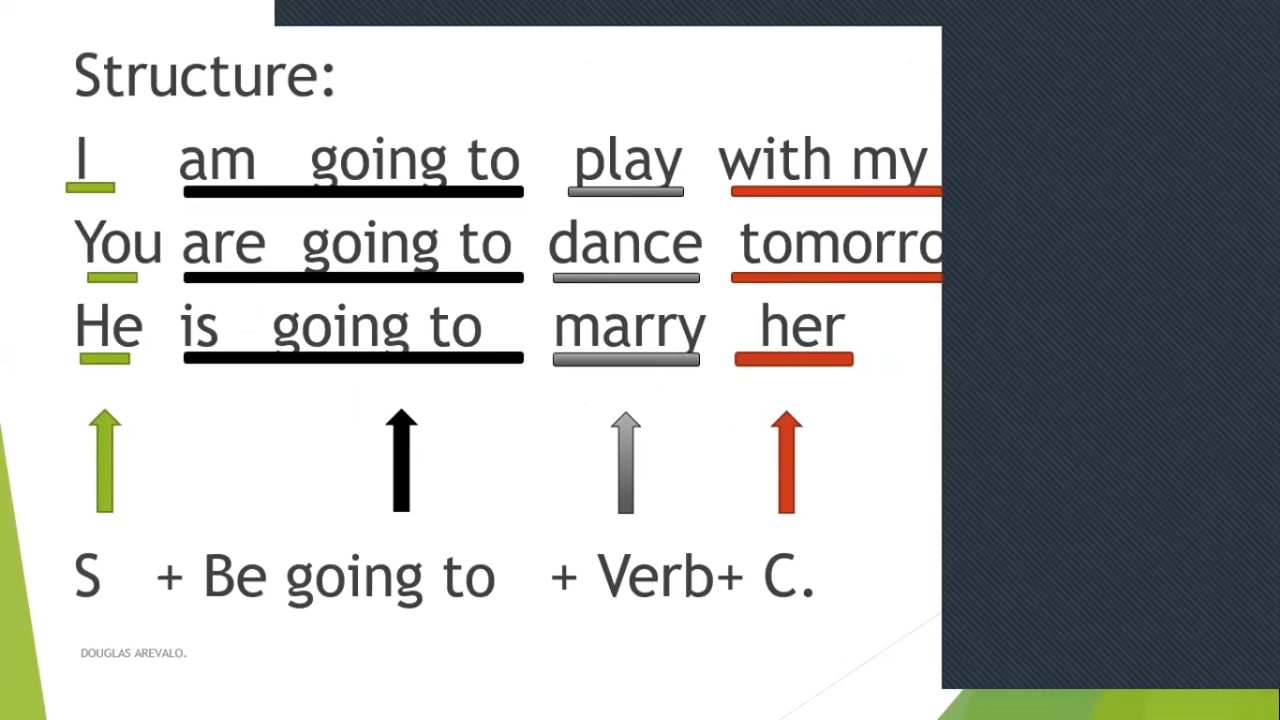 Structure:
I am going to play with my
You are going to dance
He is going to marry her
S + Be going to + Verb+ C.
DOUGLAS AREVALO.